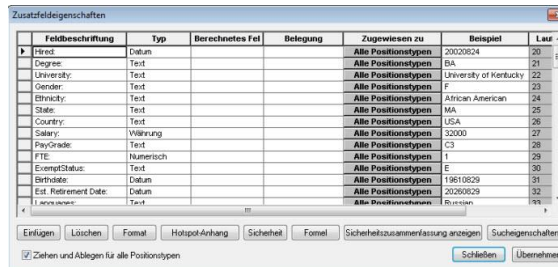 Zusatzfeldeigenschaften
Feldbeschriftung Typ Berechnetes Fel Belegung Zugewiesen zu Beispiel Lauf
Hired: Datum Alle Positionstypen 20020824 20
Degree: Text Alle Positionstypen BA 21
University: Text Alle Positionstypen University of Kentucky 22
Gender: Text Alle Positionstypen F 23
Ethnicity: Text Alle Positionstypen African American 24
State: Text Alle Positionstypen MA 25
Country: Text Alle Positionstypen USA 26
Salary: Währung Alle Positionstypen 32000 27
PayGrade: Text Alle Positionstypen C3 28
FTE: Numerisch Alle Positionstypen 1 29
ExemptStatus: Text Alle Positionstypen E 30
Birthdate: Datum Alle Positionstypen 19610829 31
Est. Retirement Date: Datum Alle Positionstypen 20260829 32
Languages: Text Alle Positionstypen Russian 33
Einfügen Löschen Format Hotspot-Anhang Sicherheit Formel Sicherheitszusammenfassung anzeigen Sucheigenschaften
Ziehen und Ablegen für alle Positionstypen Schließen Übernehmen